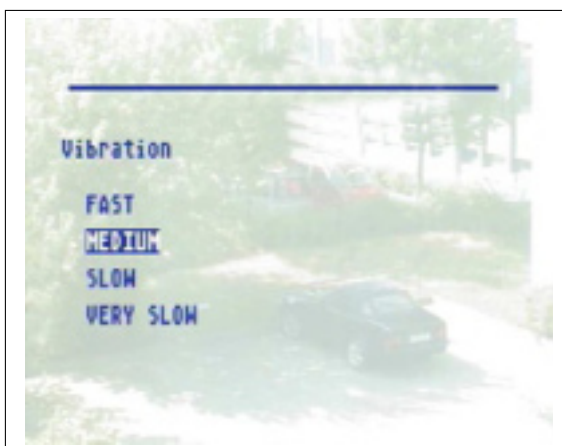 Vibration
FAST
MEDIUM
SLOW
VERY SLOW